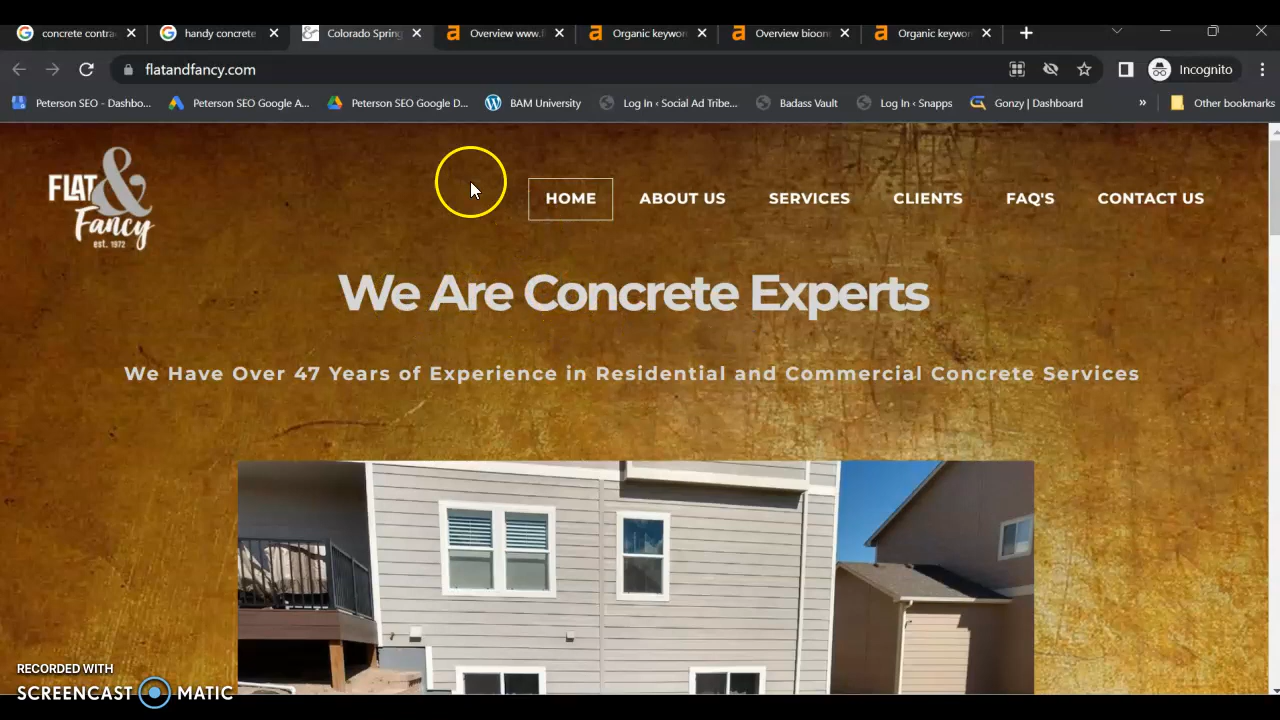 concrete contra
handy concrete
Colorado Spring
Overview www.f
Organic keywor
Overview bioon
Organic keywor
flatandfancy.com
Incognito
Peterson SEO - Dashbo...
Peterson SEO Google A...
Peterson SEO Google D...
BAM University
Log In ‹ Social Ad Tribe...
Badass Vault
Log In ‹ Snapps
Gonzy | Dashboard
»
Other bookmarks
FLAT &
Fancy
est. 1972
HOME
ABOUT US
SERVICES
CLIENTS
FAQ'S
CONTACT US
We Are Concrete Experts
We Have Over 47 Years of Experience in Residential and Commercial Concrete Services
RECORDED WITH
SCREENCAST MATIC